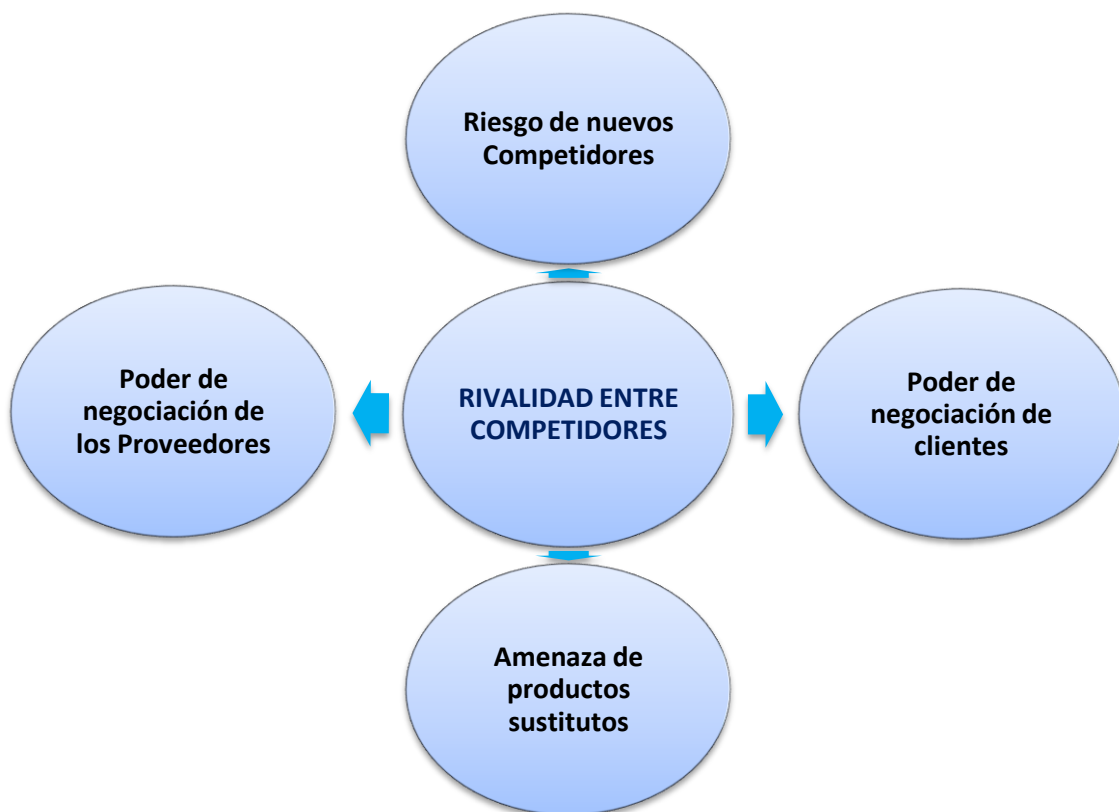 Riesgo de nuevos
Competidores
Poder de
negociación de
los Proveedores
RIVALIDAD ENTRE
COMPETIDORES
Poder de
negociación de
clientes
Amenaza de
productos
sustitutos